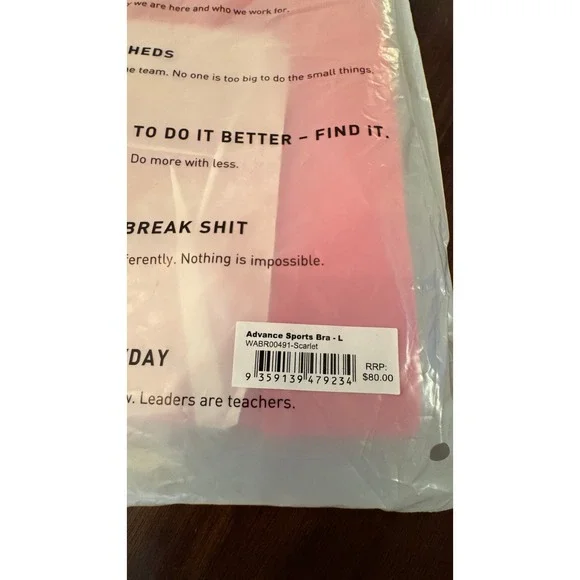 we are here and who we work for.
HEDS
team. No one is too big to do the small things.
TO DO IT BETTER – FIND IT.
Do more with less.
BREAK SHIT
ferently. Nothing is impossible.
YDAY
w. Leaders are teachers.
Advance Sports Bra - L
WABR00491-Scarlet
RRP:
$80.00
9 359139 479234